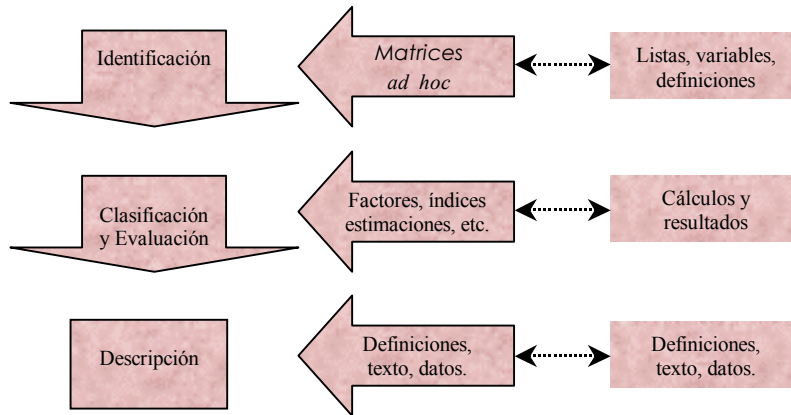 Identificación
Matrices
ad hoc
Listas, variables,
definiciones
Clasificación
y Evaluación
Factores, índices
estimaciones, etc.
Cálculos y
resultados
Descripción
Definiciones,
texto, datos.
Definiciones,
texto, datos.